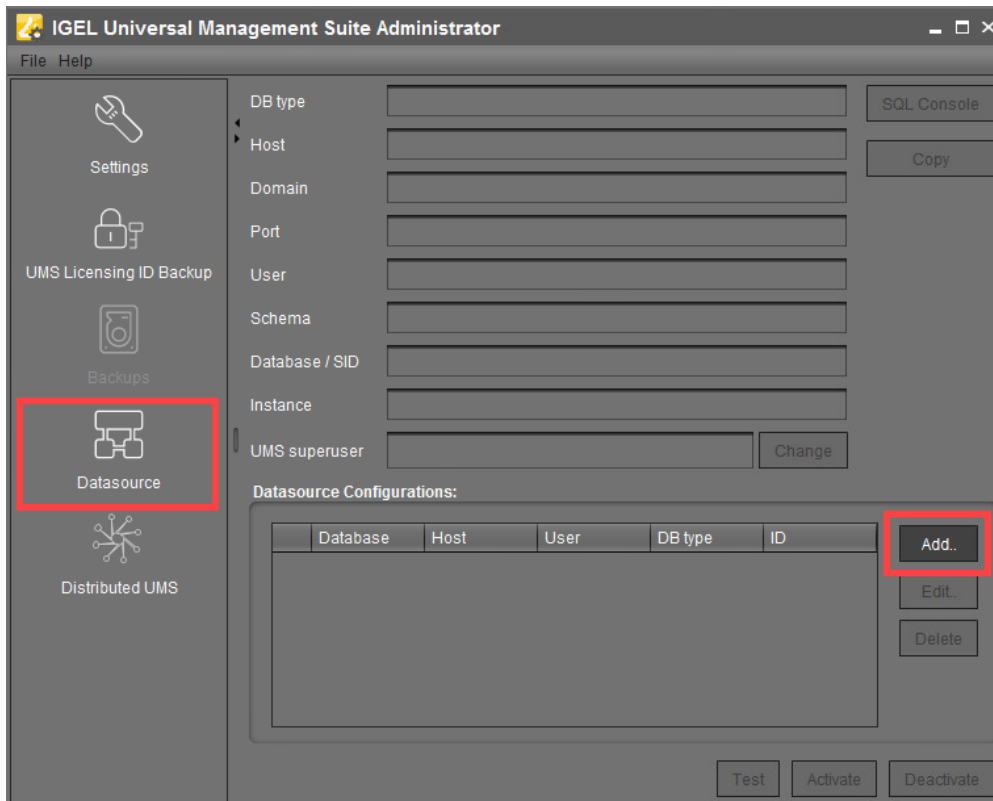 IGEL Universal Management Suite Administrator
File Help
Settings
UMS Licensing ID Backup
Backups
Datasource
Distributed UMS
DB type
SQL Console
Host
Copy
Domain
Port
User
Schema
Database / SID
Instance
UMS superuser
Change
Datasource Configurations:
Database Host User DB type ID
Add..
Edit..
Delete
Test Activate Deactivate